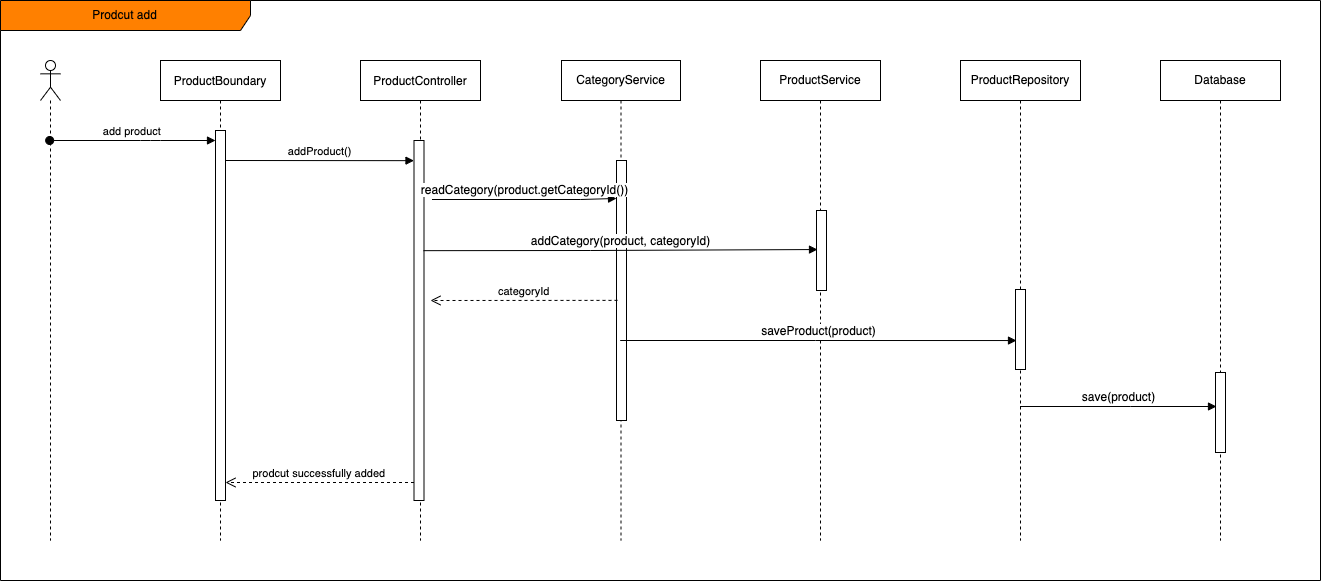 Prodcut add
ProductBoundary
ProductController
CategoryService
ProductService
ProductRepository
Database
add product
addProduct()
readCategory(product.getCategoryId())
addCategory(product, categoryId)
categoryId
saveProduct(product)
save(product)
prodcut successfully added